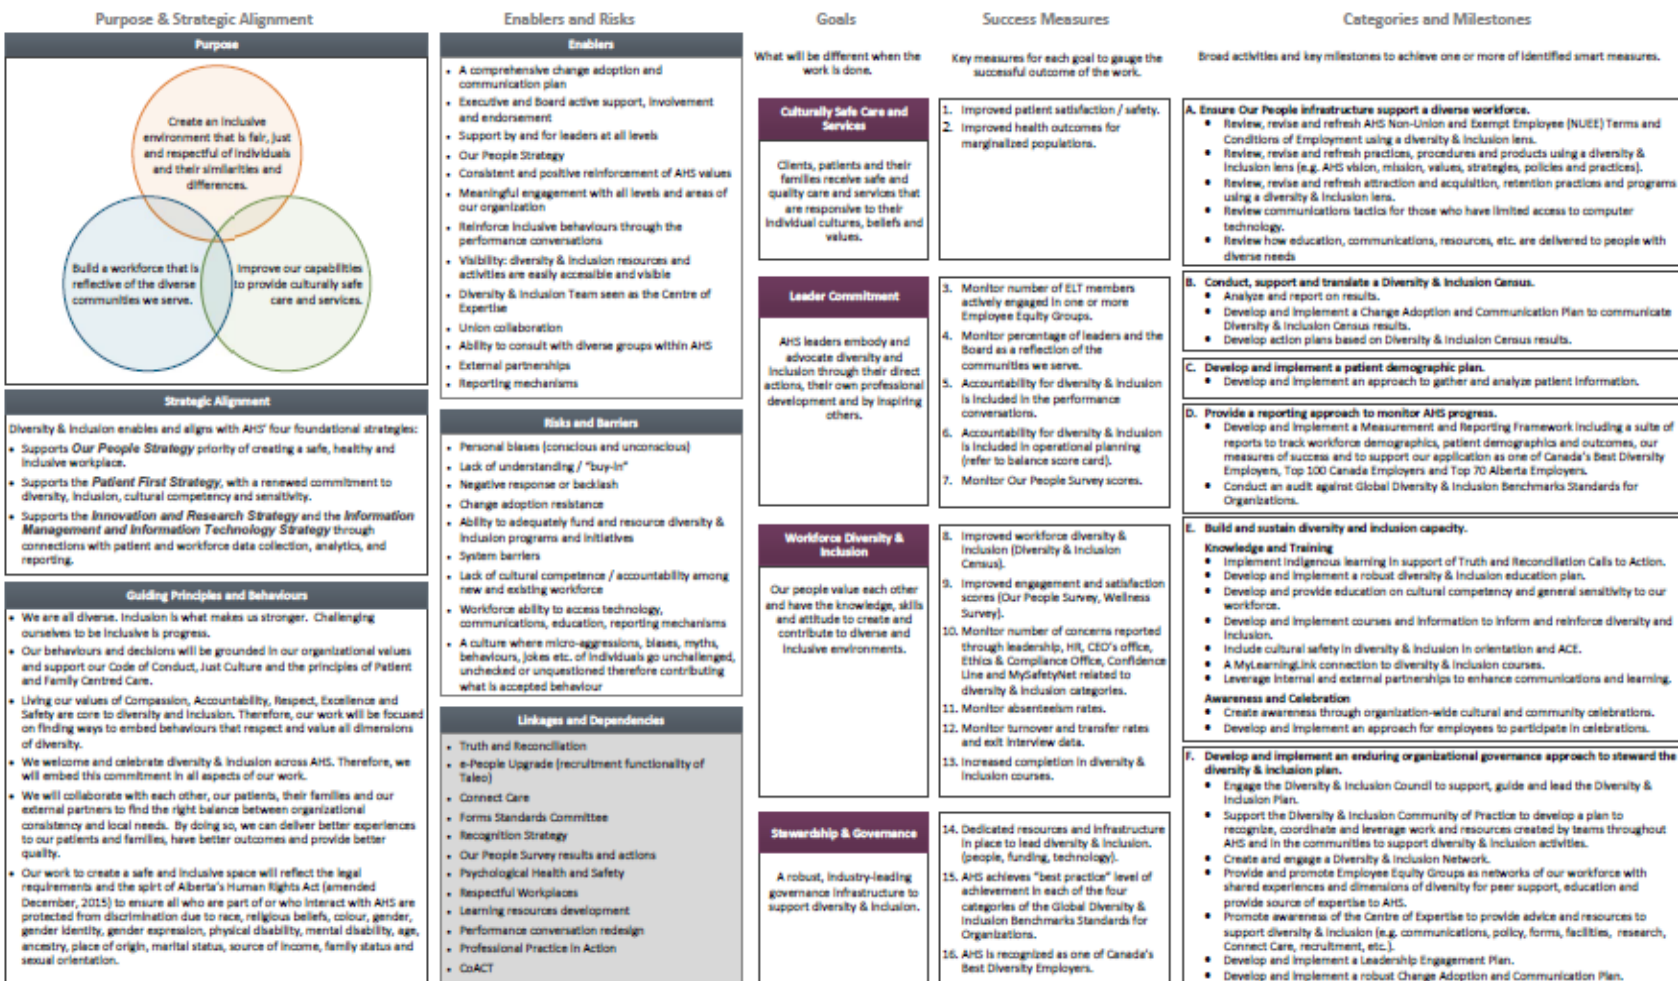 Purpose & Strategic Alignment
Purpose
Create an inclusive
environment that is fair, just
and respectful of individuals
and their similarities and
differences.
Build a workforce that is
reflective of the diverse
communities we serve.
Improve our capabilities
to provide culturally safe
care and services.
Strategic Alignment
Diversity & Inclusion enables and aligns with AHS' four foundational strategies:
• Supports Our People Strategy priority of creating a safe, healthy and
inclusive workplace.
• Supports the Patient First Strategy, with a renewed commitment to
diversity, inclusion, cultural competency and sensitivity.
• Supports the Innovation and Research Strategy and the Information
Management and Information Technology Strategy through
connections with patient and workforce data collection, analytics, and
reporting.
Guiding Principles and Behaviours
• We are all diverse. Inclusion is what makes us stronger. Challenging
ourselves to be inclusive is progress.
• Our behaviours and decisions will be grounded in our organizational values
and support our Code of Conduct, Just Culture and the principles of Patient
and Family Centred Care.
• Living our values of Compassion, Accountability, Respect, Excellence and
Safety are core to diversity and inclusion. Therefore, our work will be focused
on finding ways to embed behaviours that respect and value all dimensions
of diversity.
• We welcome and celebrate diversity & inclusion across AHS. Therefore, we
will embed this commitment in all aspects of our work.
• We will collaborate with each other, our patients, their families and our
external partners to find the right balance between organizational
consistency and local needs. By doing so, we can deliver better experiences
to our patients and families, have better outcomes and provide better
quality.
• Our work to create a safe and inclusive space will reflect the legal
requirements and the spirt of Alberta's Human Rights Act (amended
December, 2015) to ensure all who are part of or who interact with AHS are
protected from discrimination due to race, religious beliefs, colour, gender,
gender identity, gender expression, physical disability, mental disability, age,
ancestry, place of origin, marital status, source of income, family status and
sexual orientation.
Enablers and Risks
Enablers
• A comprehensive change adoption and
communication plan
• Executive and Board active support, involvement
and endorsement
• Support by and for leaders at all levels
• Our People Strategy
• Consistent and positive reinforcement of AHS values
• Meaningful engagement with all levels and areas of
our organization
• Reinforce inclusive behaviours through the
performance conversations
• Visibility: diversity & inclusion resources and
activities are easily accessible and visible
• Diversity & Inclusion Team seen as the Centre of
Expertise
• Union collaboration
• Ability to consult with diverse groups within AHS
• External partnerships
• Reporting mechanisms
Risks and Barriers
• Personal biases (conscious and unconscious)
• Lack of understanding / "buy-in"
• Negative response or backlash
• Change adoption resistance
• Ability to adequately fund and resource diversity &
inclusion programs and initiatives
• System barriers
• Lack of cultural competence / accountability among
new and existing workforce
• Workforce ability to access technology,
communications, education, reporting mechanisms
• A culture where micro-aggressions, biases, myths,
behaviours, jokes etc. of individuals go unchallenged,
unchecked or unquestioned therefore contributing
what is accepted behaviour
Linkages and Dependencies
• Truth and Reconciliation
• e-People Upgrade (recruitment functionality of
Taleo)
• Connect Care
• Forms Standards Committee
• Recognition Strategy
• Our People Survey results and actions
• Psychological Health and Safety
• Respectful Workplaces
• Learning resources development
• Performance conversation redesign
• Professional Practice in Action
• CoACT
Goals
What will be different when the
work is done.
Culturally Safe Care and
Services
Clients, patients and their
families receive safe and
quality care and services that
are responsive to their
individual cultures, beliefs and
values.
Leader Commitment
AHS leaders embody and
advocate diversity and
inclusion through their direct
actions, their own professional
development and by inspiring
others.
Workforce Diversity &
Inclusion
Our people value each other
and have the knowledge, skills
and attitude to create and
contribute to diverse and
inclusive environments.
Stewardship & Governance
A robust, industry-leading
governance infrastructure to
support diversity & inclusion.
Success Measures
Key measures for each goal to gauge the
successful outcome of the work.
1. Improved patient satisfaction / safety.
2. Improved health outcomes for
marginalized populations.
3. Monitor number of ELT members
actively engaged in one or more
Employee Equity Groups.
4. Monitor percentage of leaders and the
Board as a reflection of the
communities we serve.
5. Accountability for diversity & inclusion
is included in the performance
conversations.
6. Accountability for diversity & inclusion
is included in operational planning
(refer to balance score card).
7. Monitor Our People Survey scores.
8. Improved workforce diversity &
inclusion (Diversity & Inclusion
Census).
9. Improved engagement and satisfaction
scores (Our People Survey, Wellness
Survey).
10. Monitor number of concerns reported
through leadership, HR, CEO's office,
Ethics & Compliance Office, Confidence
Line and MySafetyNet related to
diversity & inclusion categories.
11. Monitor absenteeism rates.
12. Monitor turnover and transfer rates
and exit interview data.
13. Increased completion in diversity &
inclusion courses.
14. Dedicated resources and infrastructure
in place to lead diversity & inclusion.
(people, funding, technology).
15. AHS achieves "best practice" level of
achievement in each of the four
categories of the Global Diversity &
Inclusion Benchmarks Standards for
Organizations.
16. AHS is recognized as one of Canada's
Best Diversity Employers.
Categories and Milestones
Broad activities and key milestones to achieve one or more of identified smart measures.
A. Ensure Our People infrastructure support a diverse workforce.
• Review, revise and refresh AHS Non-Union and Exempt Employee (NUEE) Terms and
Conditions of Employment using a diversity & inclusion lens.
• Review, revise and refresh practices, procedures and products using a diversity &
inclusion lens (e.g. AHS vision, mission, values, strategies, policies and practices).
• Review, revise and refresh attraction and acquisition, retention practices and programs
using a diversity & inclusion lens.
• Review communications tactics for those who have limited access to computer
technology.
• Review how education, communications, resources, etc. are delivered to people with
diverse needs
B. Conduct, support and translate a Diversity & Inclusion Census.
• Analyze and report on results.
• Develop and implement a Change Adoption and Communication Plan to communicate
Diversity & Inclusion Census results.
• Develop action plans based on Diversity & Inclusion Census results.
C. Develop and implement a patient demographic plan.
• Develop and implement an approach to gather and analyze patient information.
D. Provide a reporting approach to monitor AHS progress.
• Develop and implement a Measurement and Reporting Framework including a suite of
reports to track workforce demographics, patient demographics and outcomes, our
measures of success and to support our application as one of Canada's Best Diversity
Employers, Top 100 Canada Employers and Top 70 Alberta Employers.
• Conduct an audit against Global Diversity & Inclusion Benchmarks Standards for
Organizations.
E. Build and sustain diversity and inclusion capacity.
Knowledge and Training
• Implement indigenous learning in support of Truth and Reconciliation Calls to Action.
• Develop and implement a robust diversity & inclusion education plan.
• Develop and provide education on cultural competency and general sensitivity to our
workforce.
• Develop and implement courses and information to inform and reinforce diversity and
inclusion.
• Include cultural safety in diversity & inclusion in orientation and ACE.
• A MyLearningLink connection to diversity & inclusion courses.
• Leverage internal and external partnerships to enhance communications and learning.
Awareness and Celebration
• Create awareness through organization-wide cultural and community celebrations.
• Develop and implement an approach for employees to participate in celebrations.
F. Develop and implement an enduring organizational governance approach to steward the
diversity & inclusion plan.
• Engage the Diversity & Inclusion Council to support, guide and lead the Diversity &
Inclusion Plan.
• Support the Diversity & Inclusion Community of Practice to develop a plan to
recognize, coordinate and leverage work and resources created by teams throughout
AHS and in the communities to support diversity & inclusion activities.
• Create and engage a Diversity & Inclusion Network.
• Provide and promote Employee Equity Groups as networks of our workforce with
shared experiences and dimensions of diversity for peer support, education and
provide source of expertise to AHS.
• Promote awareness of the Centre of Expertise to provide advice and resources to
support diversity & inclusion (e.g. communications, policy, forms, facilities, research,
Connect Care, recruitment, etc.).
• Develop and implement a Leadership Engagement Plan.
• Develop and implement a robust Change Adoption and Communication Plan.